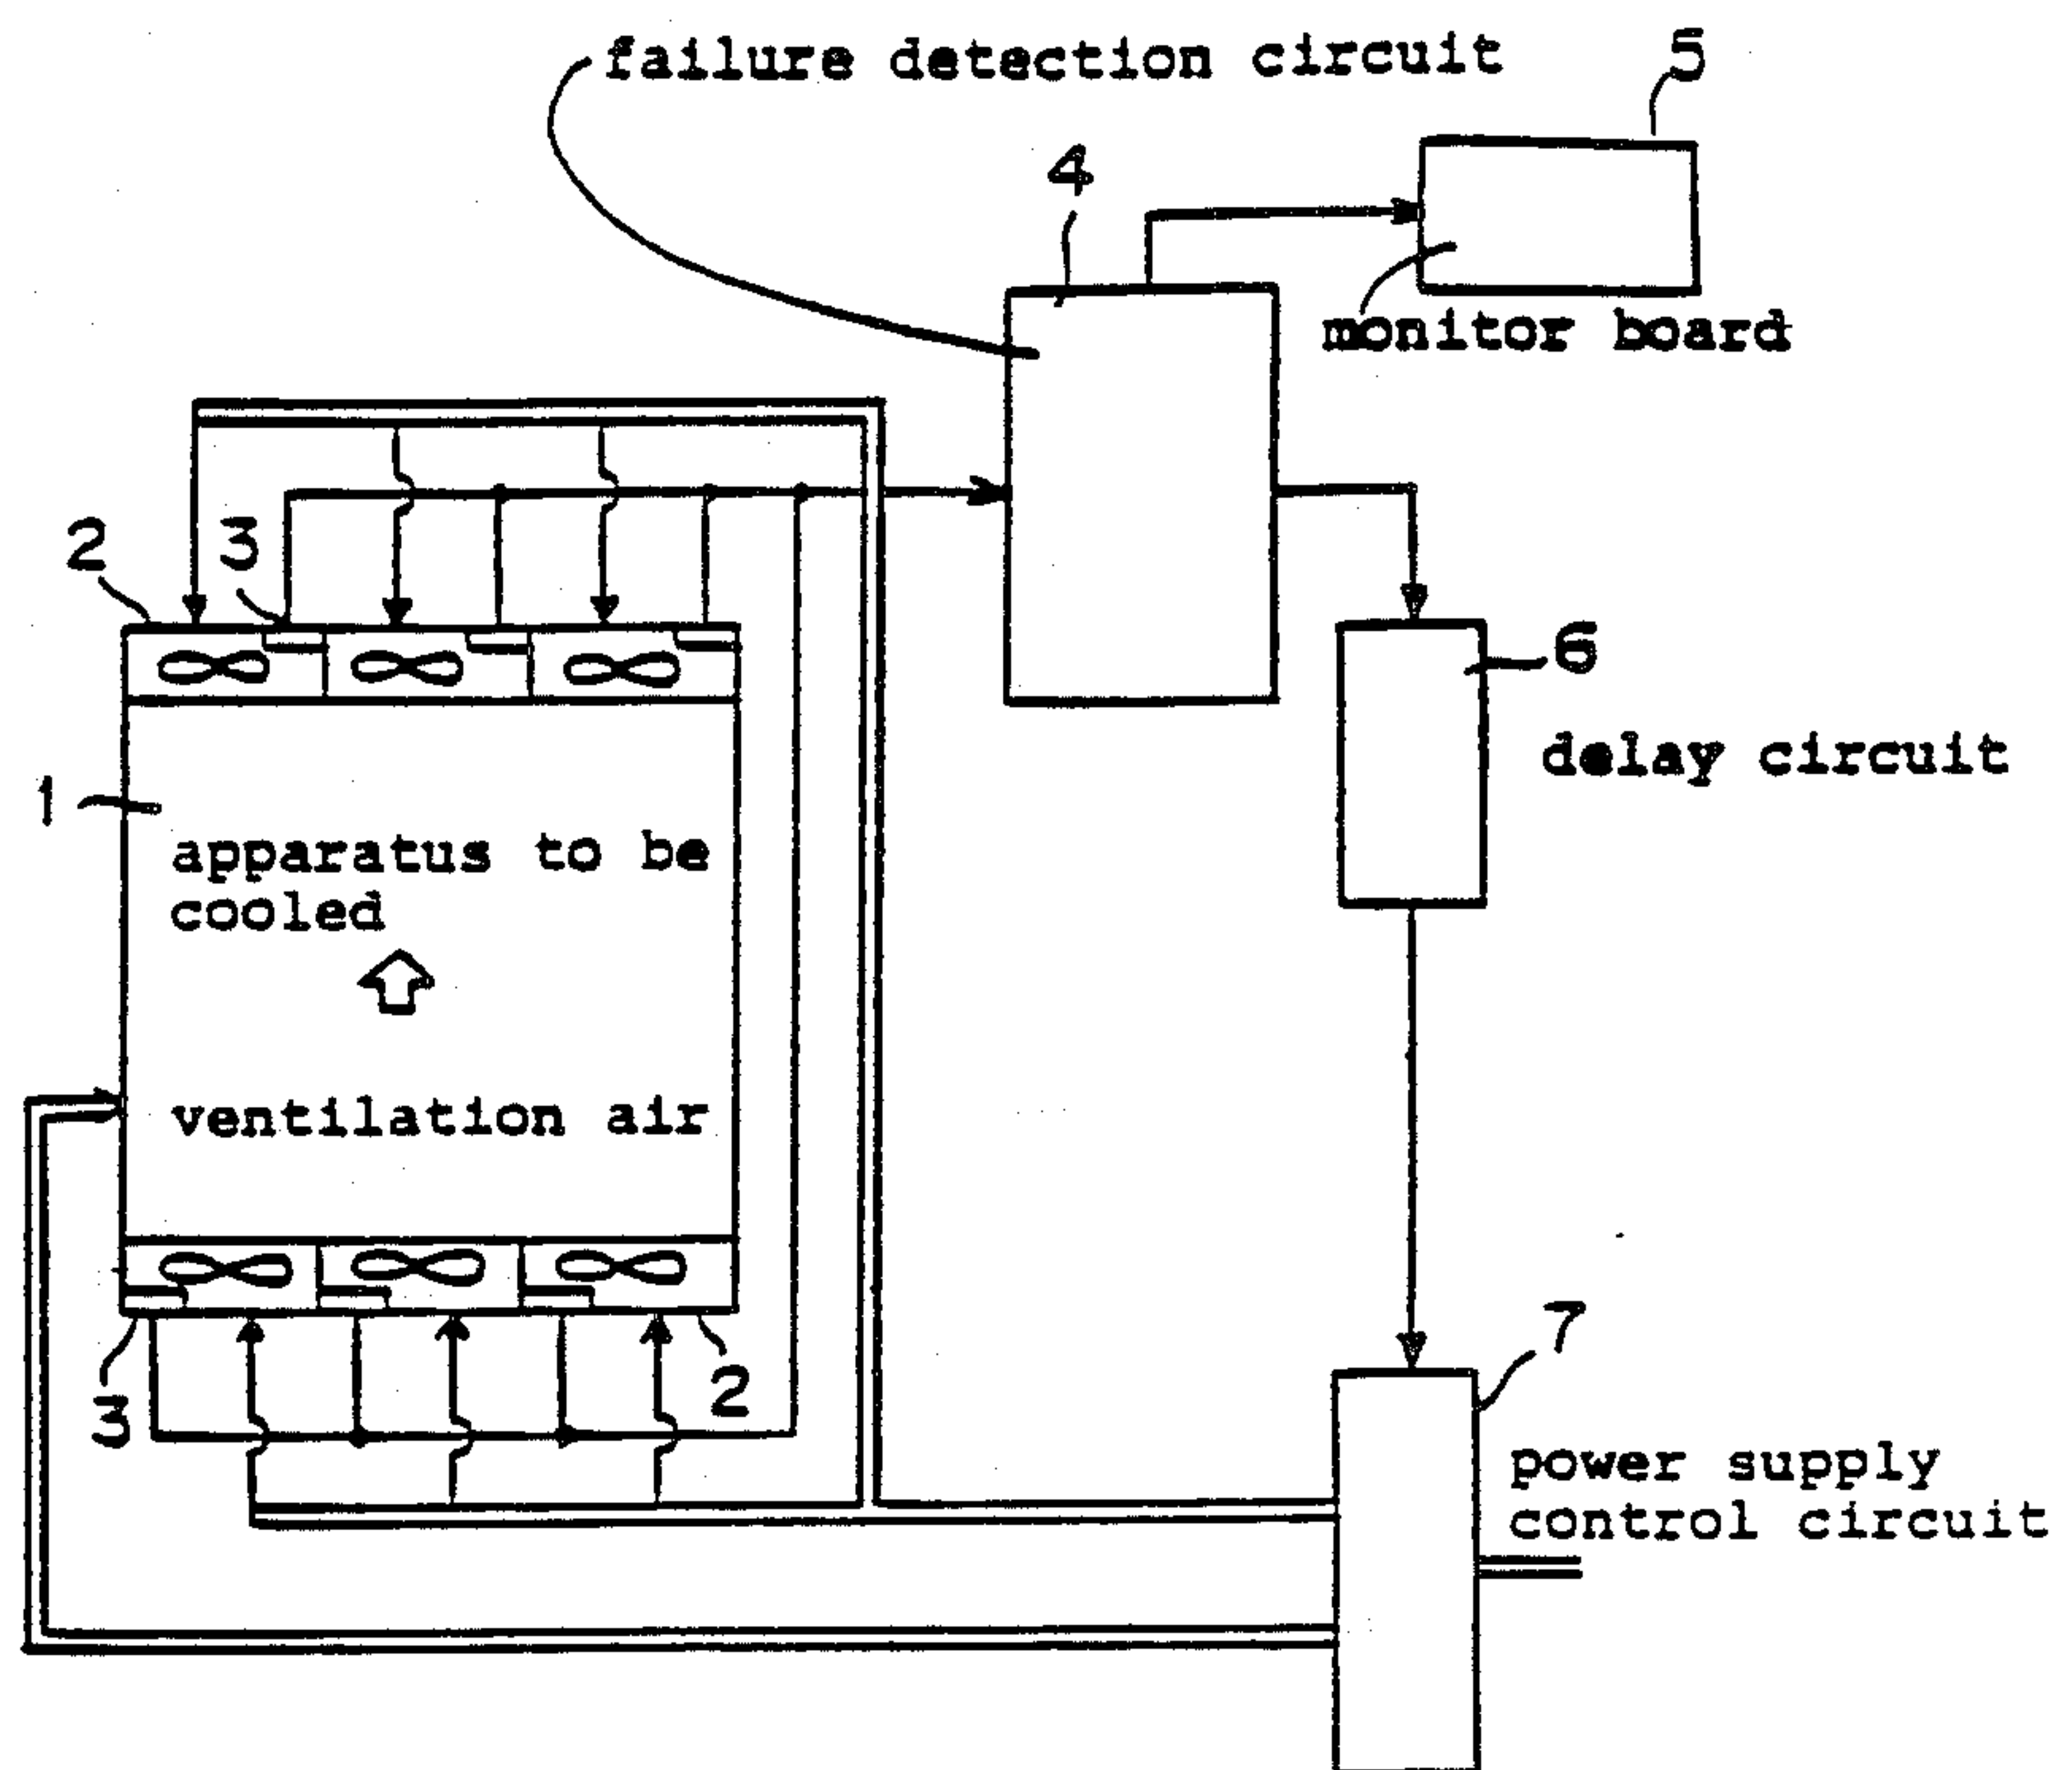 failure detection circuit
5
4
monitor board
2
3
6
delay circuit
1
apparatus to be
cooled
ventilation air
3
2
7
power supply
control circuit